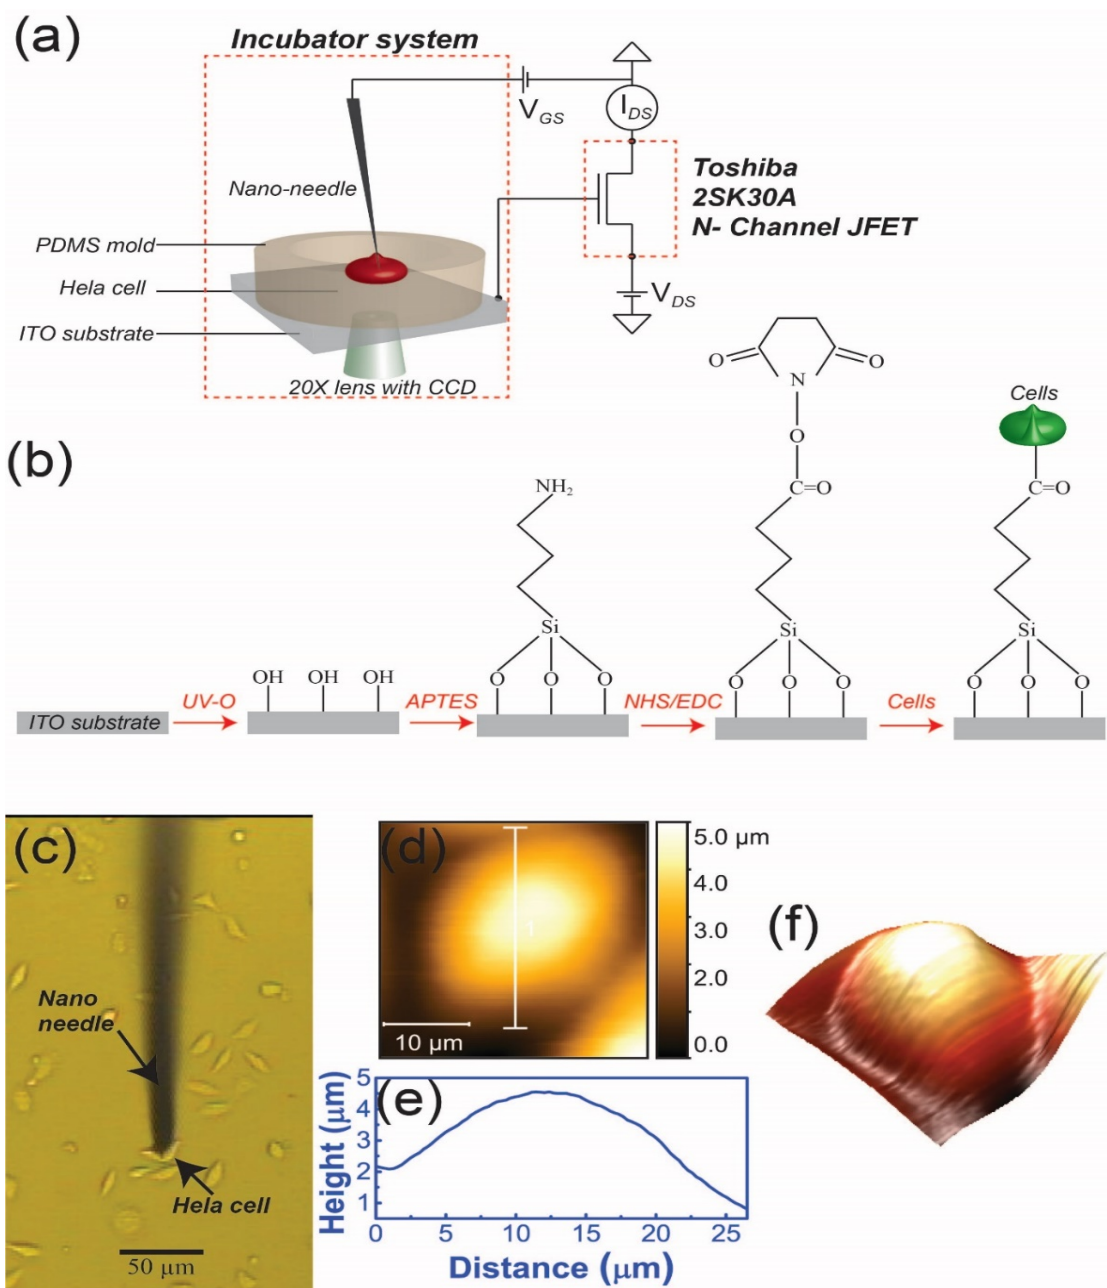 (a)
Incubator system
V_GS
I_DS
Nano-needle
Toshiba
2SK30A
N- Channel JFET
PDMS mold
Hela cell
ITO substrate
V_DS
20X lens with CCD
(b)
O
O
N
O
C=O
NH₂
Cells
C=O
Si
Si
Si
OH OH OH
O O O
O O O
O O O
UV-O
APTES
NHS/EDC
Cells
ITO substrate
(c)
Nano
needle
Hela cell
50 μm
(d)
1
10 μm
5.0 μm
4.0
3.0
2.0
0.0
(e)
Height (μm)
5
4
3
2
1
0 5 10 15 20 25
Distance (μm)
(f)